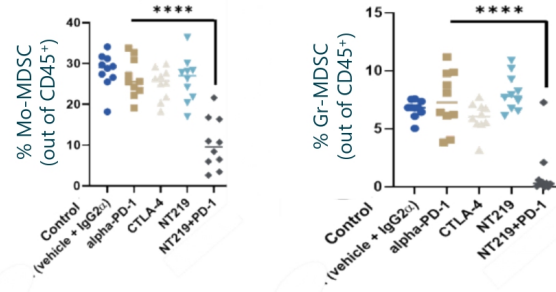 % Mo-MDSC
(out of CD45⁺)
****
40
30
20
10
0
Control
. (vehicle + IgG2α)
alpha-PD-1
CTLA-4
NT219
NT219+PD-1
% Gr-MDSC
(out of CD45⁺)
****
15
10
5
0
Control
. (vehicle + IgG2α)
alpha-PD-1
CTLA-4
NT219
NT219+PD-1